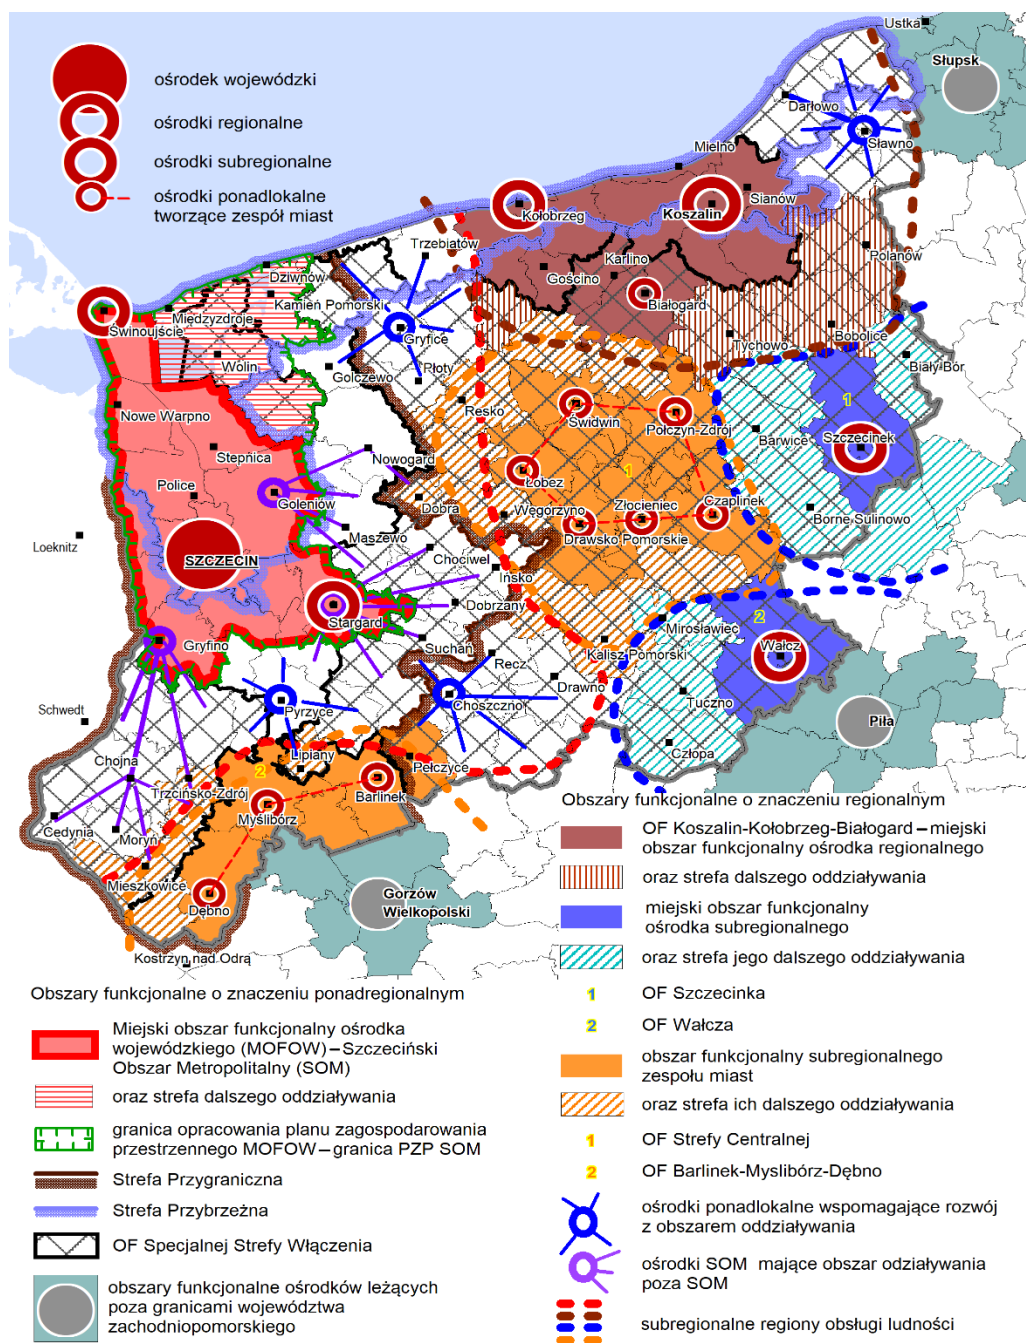 ośrodek wojewódzki
ośrodki regionalne
ośrodki subregionalne
ośrodki ponadlokalne
tworzące zespół miast
Ustka
Słupsk
Darłowo
Sławno
Mielno
Sianów
Kołobrzeg
Koszalin
Trzebiatów
Karlino
Gościno
Polanów
Białogard
Dziwnów
Kamień Pomorski
Międzyzdroje
Świnoujście
Gryfice
Wolin
Golczewo
Płoty
Tychowo
Bobolice
Biały Bór
Resko
Nowe Warpno
Świdwin
Połczyn-Zdrój
1
Barwice
Szczecinek
Stepnica
Nowogard
1
Łobez
Police
Goleniów
Dobra
Węgorzyno
Złocieniec
Czaplinek
Borne Sulinowo
Drawsko Pomorskie
Loeknitz
Maszewo
Chociwel
SZCZECIN
Ińsko
Dobrzany
Stargard
2
Mirosławiec
Gryfino
Suchań
Recz
Kalisz Pomorski
Wałcz
Drawno
Tuczno
Schwedt
Pyrzyce
Choszczno
Piła
Człopa
Chojna
Lipiany
Pełczyce
2
Trzcińsko-Zdrój
Barlinek
Myślibórz
Cedynia
Moryń
Mieszkowice
Dębno
Gorzów
Wielkopolski
Kostrzyn nad Odrą
Obszary funkcjonalne o znaczeniu regionalnym
OF Koszalin-Kołobrzeg-Białogard – miejski
obszar funkcjonalny ośrodka regionalnego
oraz strefa dalszego oddziaływania
miejski obszar funkcjonalny
ośrodka subregionalnego
oraz strefa jego dalszego oddziaływania
1 OF Szczecinka
2 OF Wałcza
obszar funkcjonalny subregionalnego
zespołu miast
oraz strefa ich dalszego oddziaływania
1 OF Strefy Centralnej
2 OF Barlinek-Myslibórz-Dębno
ośrodki ponadlokalne wspomagające rozwój
z obszarem oddziaływania
ośrodki SOM mające obszar odziaływania
poza SOM
subregionalne regiony obsługi ludności
Obszary funkcjonalne o znaczeniu ponadregionalnym
Miejski obszar funkcjonalny ośrodka
wojewódzkiego (MOFOW) – Szczeciński
Obszar Metropolitalny (SOM)
oraz strefa dalszego oddziaływania
granica opracowania planu zagospodarowania
przestrzennego MOFOW – granica PZP SOM
Strefa Przygraniczna
Strefa Przybrzeżna
OF Specjalnej Strefy Włączenia
obszary funkcjonalne ośrodków leżących
poza granicami województwa
zachodniopomorskiego